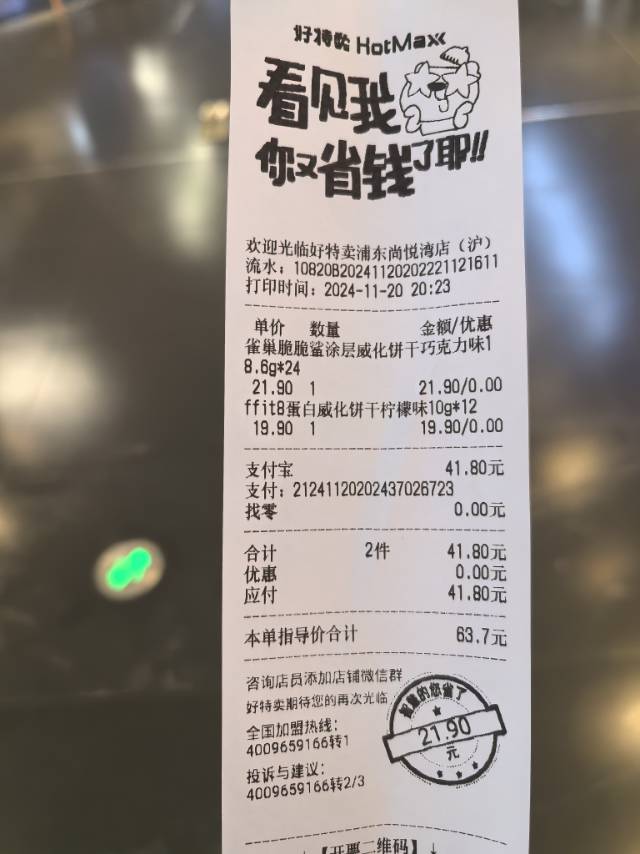 好特卖 HotMaxx
看见我
你又省钱了耶!!
欢迎光临好特卖浦东尚悦湾店（沪）
流水：108208202411202022211211611
打印时间：2024-11-20 20:23
单价 数量 金额/优惠
雀巢脆脆鲨涂层威化饼干巧克力味1
8.6g*24
21.90 1 21.90/0.00
ffit8蛋白威化饼干柠檬味10g*12
19.90 1 19.90/0.00
支付宝 41.80元
支付：21241120202437026723
找零 0.00元
合计 2件 41.80元
优惠 0.00元
应付 41.80元
本单指导价合计 63.7元
咨询店员添加店铺微信群
好特卖期待您的再次光临
全国加盟热线：
4009659166转1
投诉与建议：
4009659166转2/3
机智的您省了
21.90
元
↓【开票二维码】↓